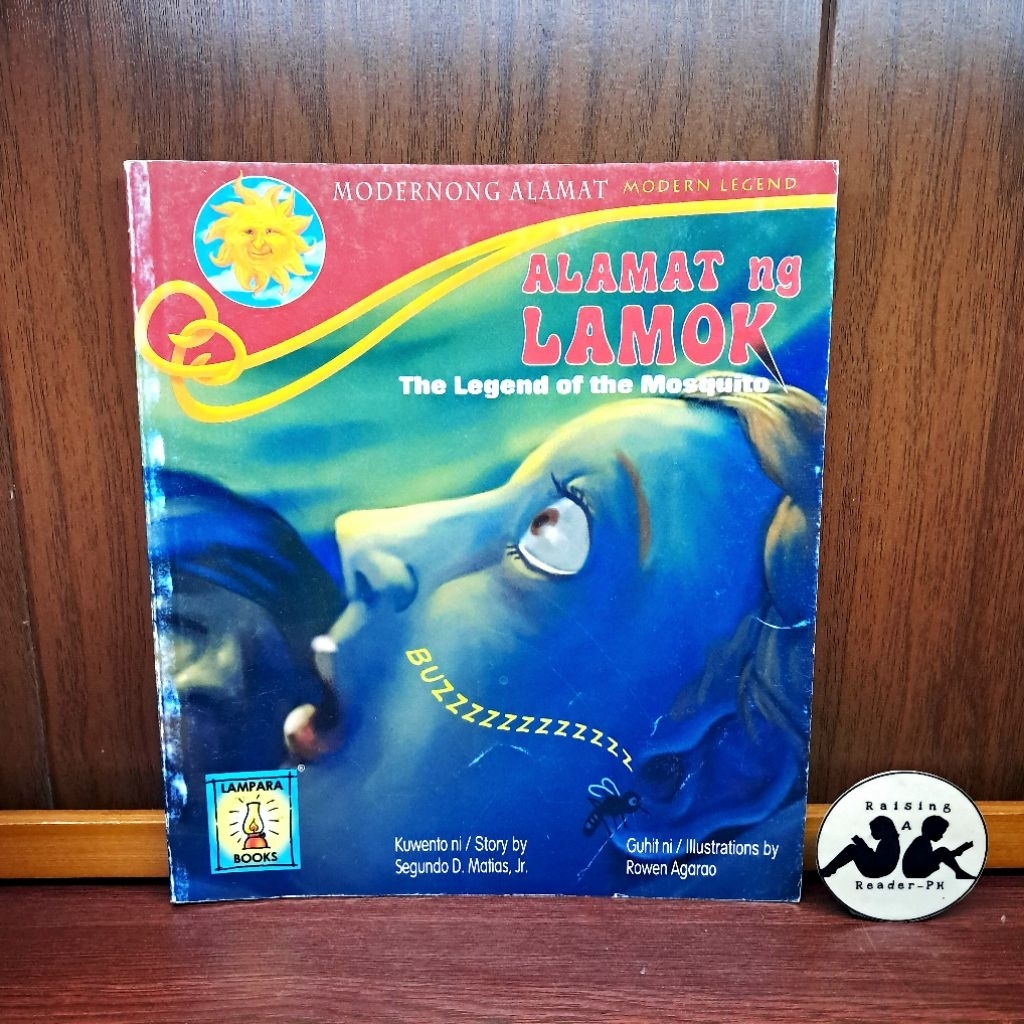 MODERNONG ALAMAT MODERN LEGEND
ALAMAT ng
LAMOK
The Legend of the Mosquito
BUZZZZZZZZZZZZZ
LAMPARA
BOOKS
®
Kuwento ni / Story by
Segundo D. Matias, Jr.
Guhit ni / Illustrations by
Rowen Agarao
Raising
A
Reader-PH